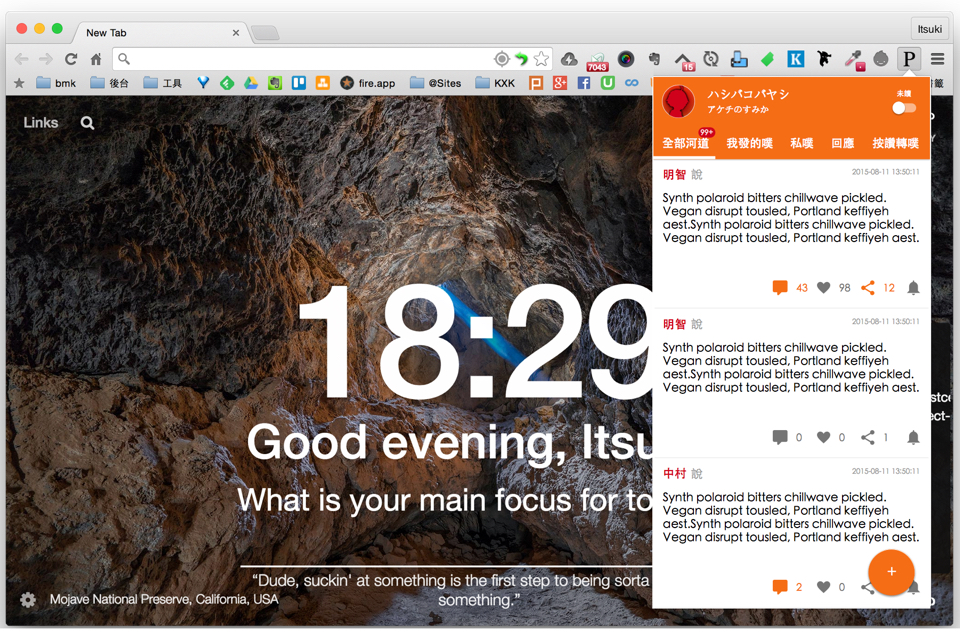 New Tab
Itsuki
7043
15
K
P
bmk
後台
工具
fire.app
@Sites
KXK
Links
18:29
Good evening, Itsu
What is your main focus for to
“Dude, suckin' at something is the first step to being sorta
something.”
Mojave National Preserve, California, USA
ハシバコバヤシ
アケチのすみか
未讀
全部河道
99+
我發的噗
私噗
回應
按讚轉噗
明智 說
2015-08-11 13:50:11
Synth polaroid bitters chillwave pickled.
Vegan disrupt tousled, Portland keffiyeh
aest.Synth polaroid bitters chillwave pickled.
Vegan disrupt tousled, Portland keffiyeh aest.
43 98 12
明智 說
2015-08-11 13:50:11
Synth polaroid bitters chillwave pickled.
Vegan disrupt tousled, Portland keffiyeh
aest.Synth polaroid bitters chillwave pickled.
Vegan disrupt tousled, Portland keffiyeh aest.
0 0 1
中村 說
2015-08-11 13:50:11
Synth polaroid bitters chillwave pickled.
Vegan disrupt tousled, Portland keffiyeh
aest.Synth polaroid bitters chillwave pickled.
Vegan disrupt tousled, Portland keffiyeh aest.
2 0
+